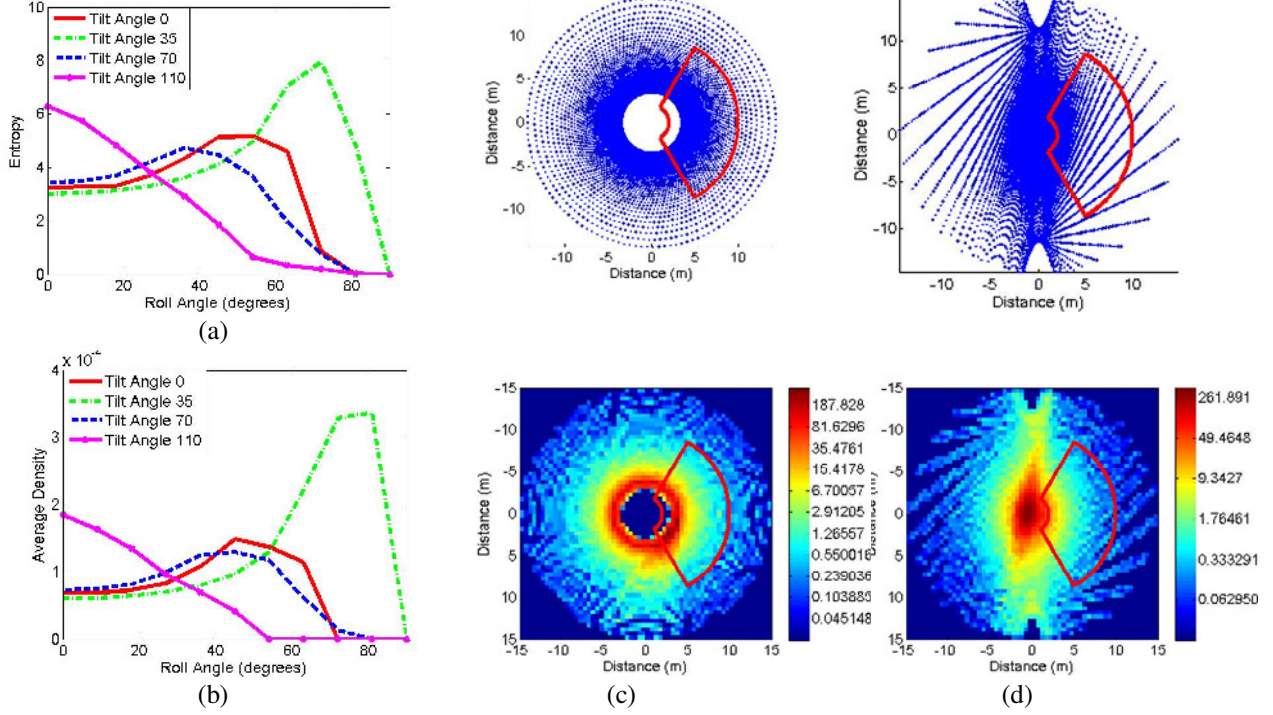 10
8
6
4
2
0
Entropy
Tilt Angle 0
Tilt Angle 35
Tilt Angle 70
Tilt Angle 110
0 20 40 60 80
Roll Angle (degrees)
(a)
10
5
0
-5
-10
Distance (m)
-10 -5 0 5 10
Distance (m)
10
5
0
-5
-10
Distance (m)
-10 -5 0 5 10
Distance (m)
4
3
2
1
0
Average Density
Tilt Angle 0
Tilt Angle 35
Tilt Angle 70
Tilt Angle 110
0 20 40 60 80
Roll Angle (degrees)
(b)
-15
-10
-5
0
5
10
15
Distance (m)
-15 -10 -5 0 5 10 15
Distance (m)
187.828
81.6296
35.4761
15.4178
6.70057
2.91205
1.26557
0.550016
0.239036
0.103885
0.045148
(c)
-15
-10
-5
0
5
10
15
Distance (m)
-15 -10 -5 0 5 10 15
Distance (m)
261.891
49.4648
9.3427
1.76461
0.333291
0.062950
(d)